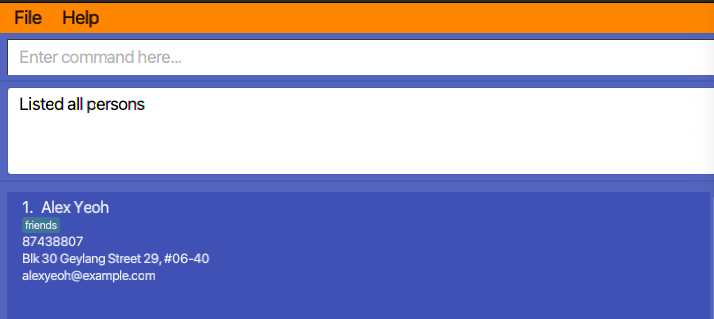 File Help
Enter command here...
Listed all persons
1. Alex Yeoh
friends
87438807
Blk 30 Geylang Street 29, #06-40
alexyeoh@example.com